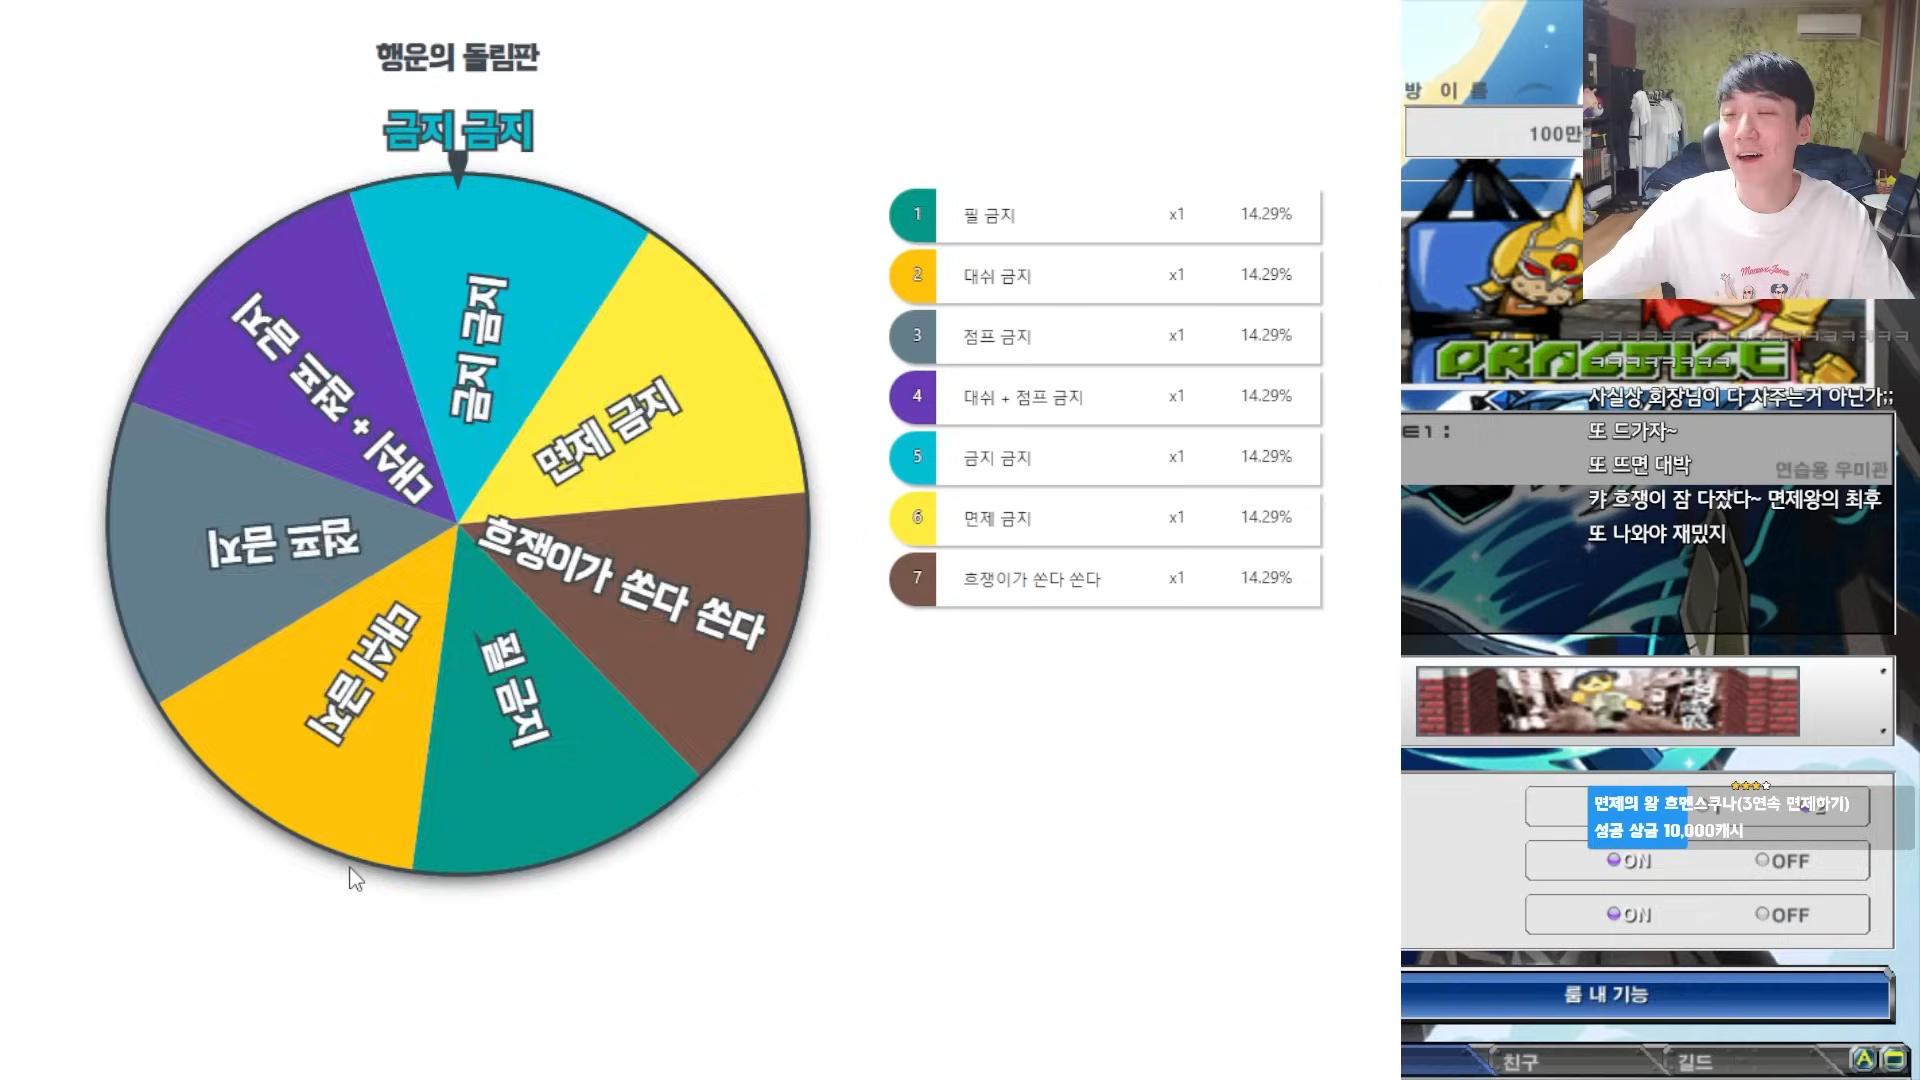 행운의 돌림판
금지 금지
금지 금지
면제 금지
흐쟁이가 쏜다 쏜다
필 금지
대쉬 금지
점프 금지
대쉬 + 점프 금지
1 필 금지 x1 14.29%
2 대쉬 금지 x1 14.29%
3 점프 금지 x1 14.29%
4 대쉬 + 점프 금지 x1 14.29%
5 금지 금지 x1 14.29%
6 면제 금지 x1 14.29%
7 흐쟁이가 쏜다 쏜다 x1 14.29%
방 이 름
100만
PRACTICE
ㅋㅋㅋㅋㅋㅋㅋ
사실상 회장님이 다 사주는거 아닌가;;
또 드가자~
또 뜨면 대박
연습용 우미관
캬 흐쟁이 잠 다잤다~ 면제왕의 최후
또 나와야 재밌지
면제의 왕 흐멘스쿠나(3연속 면제하기)
성공 상금 10,000캐시
ON OFF
ON OFF
룸 내 기능
친구 길드
A